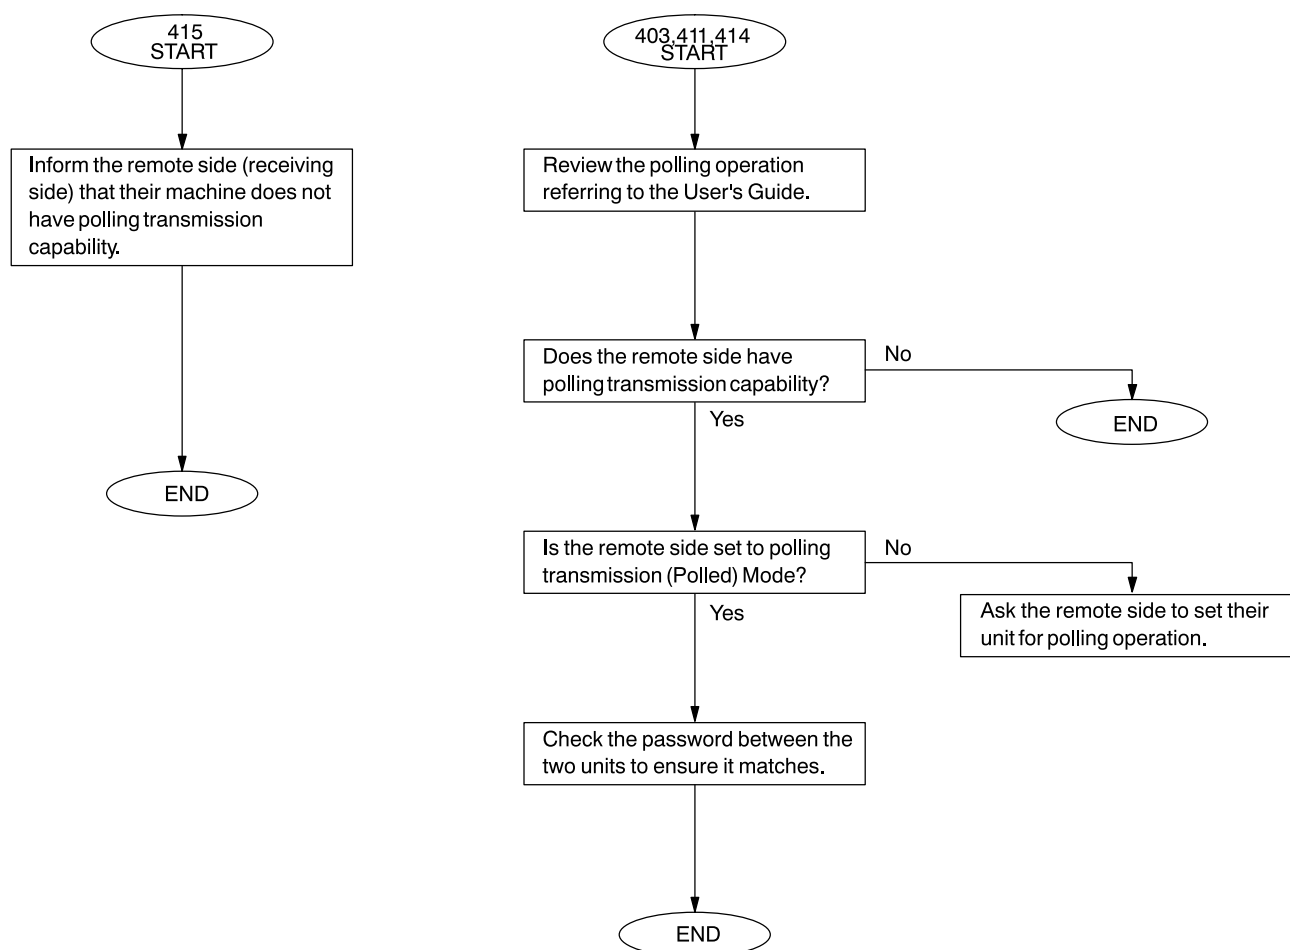 415
START
Inform the remote side (receiving
side) that their machine does not
have polling transmission
capability.
END
403,411,414
START
Review the polling operation
referring to the User's Guide.
Does the remote side have
polling transmission capability?
No
END
Yes
Is the remote side set to polling
transmission (Polled) Mode?
No
Ask the remote side to set their
unit for polling operation.
Yes
Check the password between the
two units to ensure it matches.
END